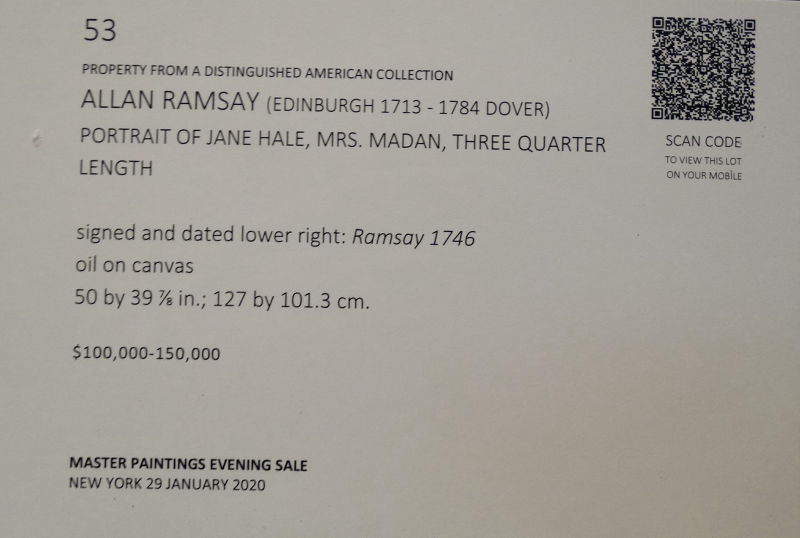 53
PROPERTY FROM A DISTINGUISHED AMERICAN COLLECTION
ALLAN RAMSAY (EDINBURGH 1713 - 1784 DOVER)
PORTRAIT OF JANE HALE, MRS. MADAN, THREE QUARTER
LENGTH
signed and dated lower right: Ramsay 1746
oil on canvas
50 by 39 ⅞ in.; 127 by 101.3 cm.
$100,000-150,000
MASTER PAINTINGS EVENING SALE
NEW YORK 29 JANUARY 2020
SCAN CODE
TO VIEW THIS LOT
ON YOUR MOBILE